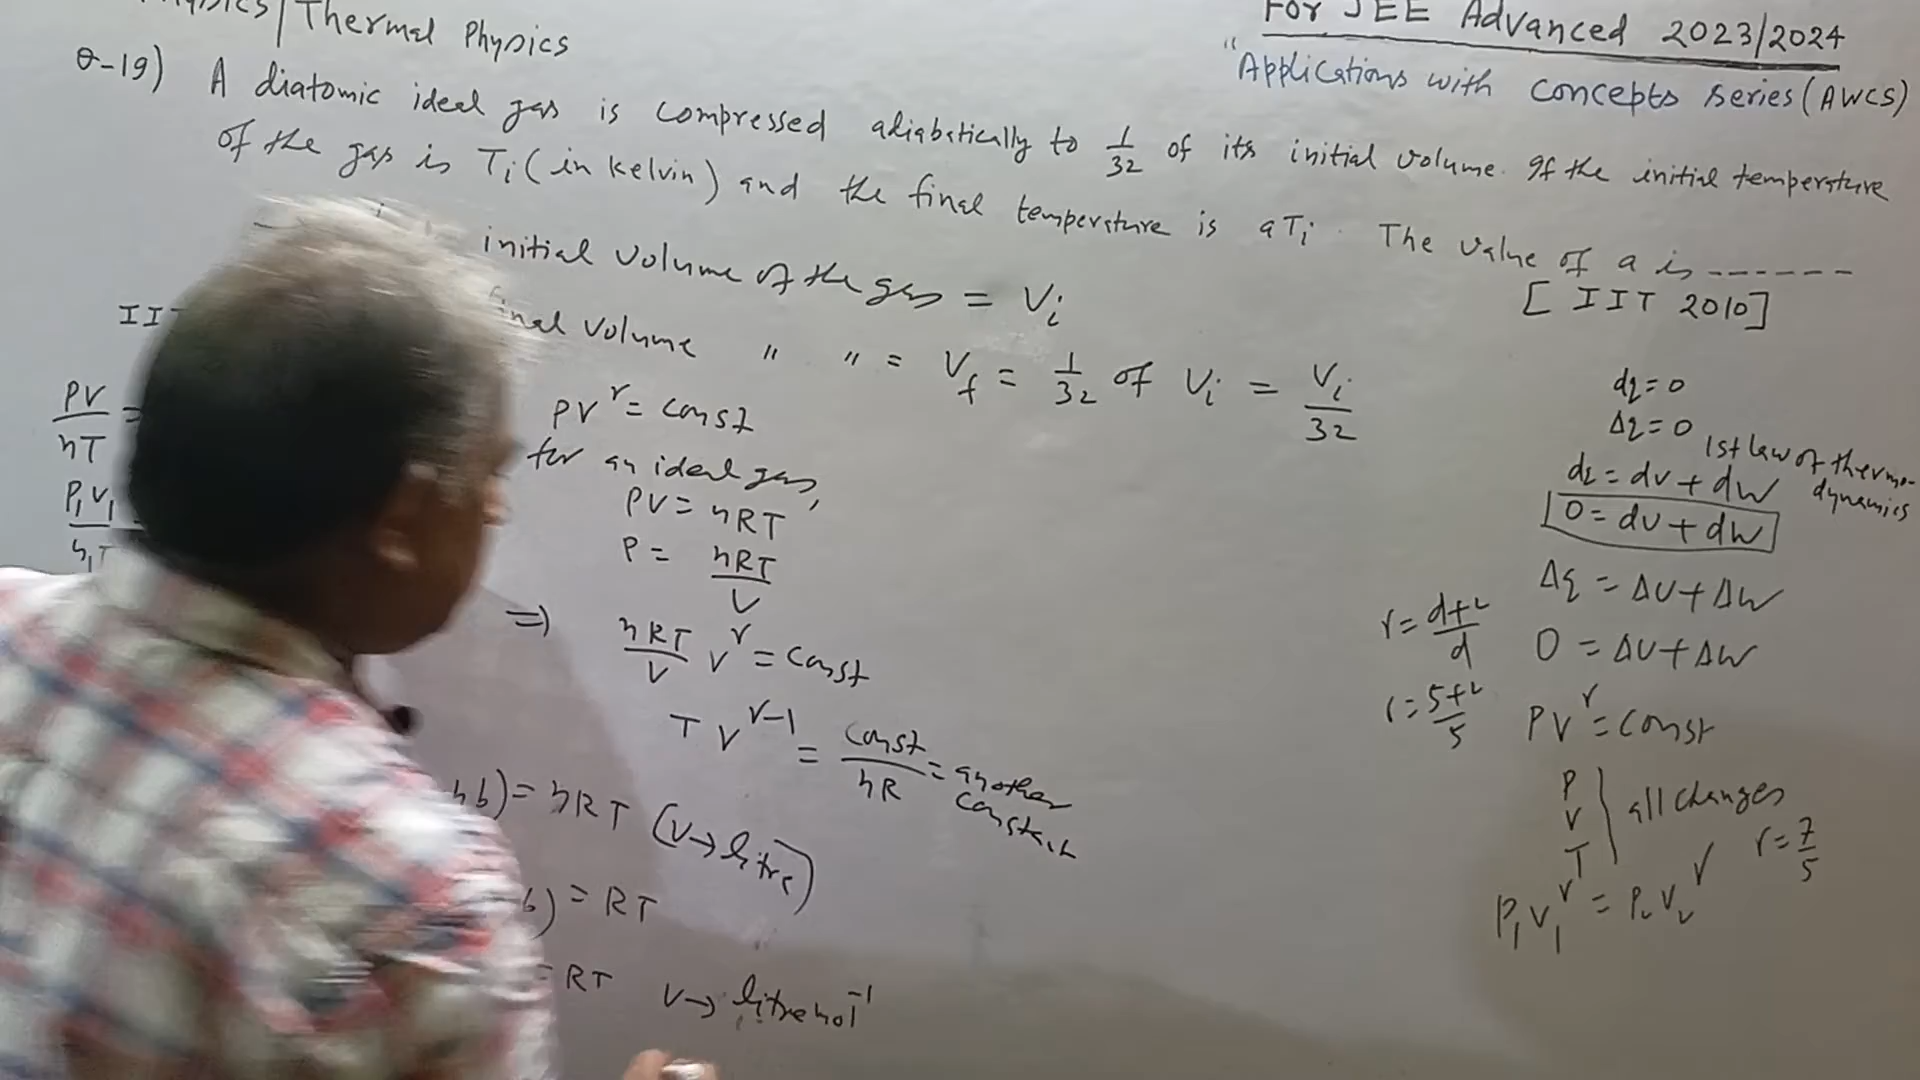 Physics/Thermal Physics
For JEE Advanced 2023/2024
"Applications with concepts series (AWCS)
Q-19) A diatomic ideal gas is compressed adiabatically to 1/32 of its initial volume. If the initial temperature
of the gas is Ti (in kelvin) and the final temperature is aTi. The value of a is ------
[IIT 2010]
initial volume of the gas = Vi
final volume " " = Vf = 1/32 of Vi = Vi/32
PV/nT =
P1V1
PV^r = const
for an ideal gas,
PV = nRT
P = nRT/V
=> nRT/V V^r = const
TV^(r-1) = const/nR = another constant
nb) = nRT (V→litre)
b) = RT
= RT V→ litre mol^-1
dq = 0
Δq = 0
1st law of thermo-
dynamics
dq = dU + dW
0 = dU + dW
Δq = ΔU + ΔW
0 = ΔU + ΔW
r = d+2/d
r = 5+2/5
PV^r = const
P
V
T
all changes
r = 7/5
P1V1^r = P2V2^r